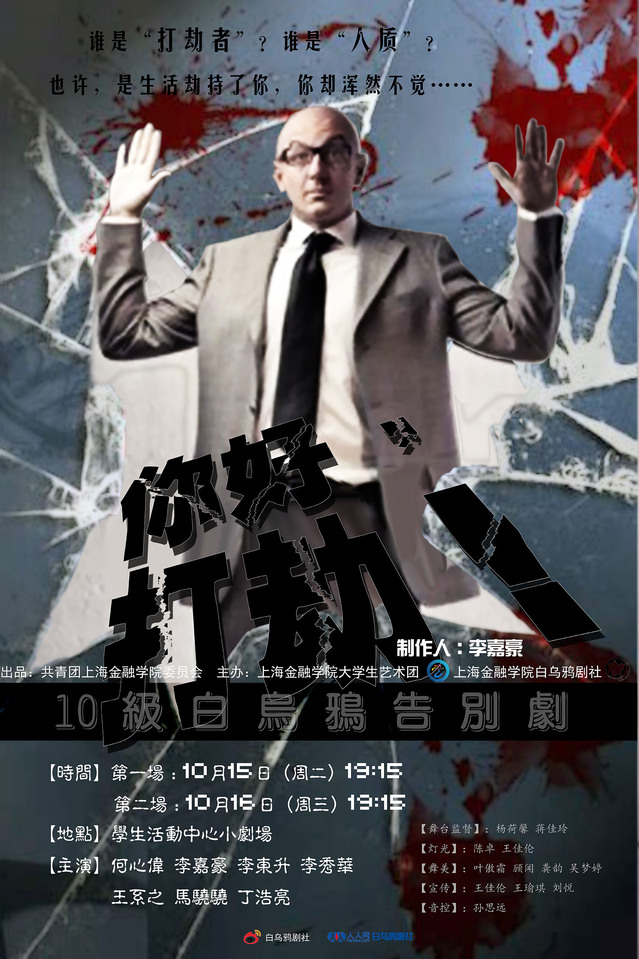 谁是“打劫者”？谁是“人质”？
也许，是生活劫持了你，你却浑然不觉……
你好，
打劫！
制作人：李嘉豪
出品：共青团上海金融学院委员会 主办：上海金融学院大学生艺术团 上海金融学院白乌鸦剧社
10級白烏鴉告別劇
【時間】第一場：10月15日（周二）19:15
第二場：10月16日（周三）19:15
【地點】學生活動中心小劇場
【主演】何心偉 李嘉豪 李東升 李秀華
王系之 馬驍驍 丁浩亮
【舞台监督】：杨荷馨 蒋佳玲
【灯光】：陈卓 王佳伦
【舞美】：叶傲霜 顾闻 龚韵 吴梦婷
【宣传】：王佳伦 王瑜琪 刘悦
【音控】：孙思远
白乌鸦剧社 人人网 白乌鸦剧社